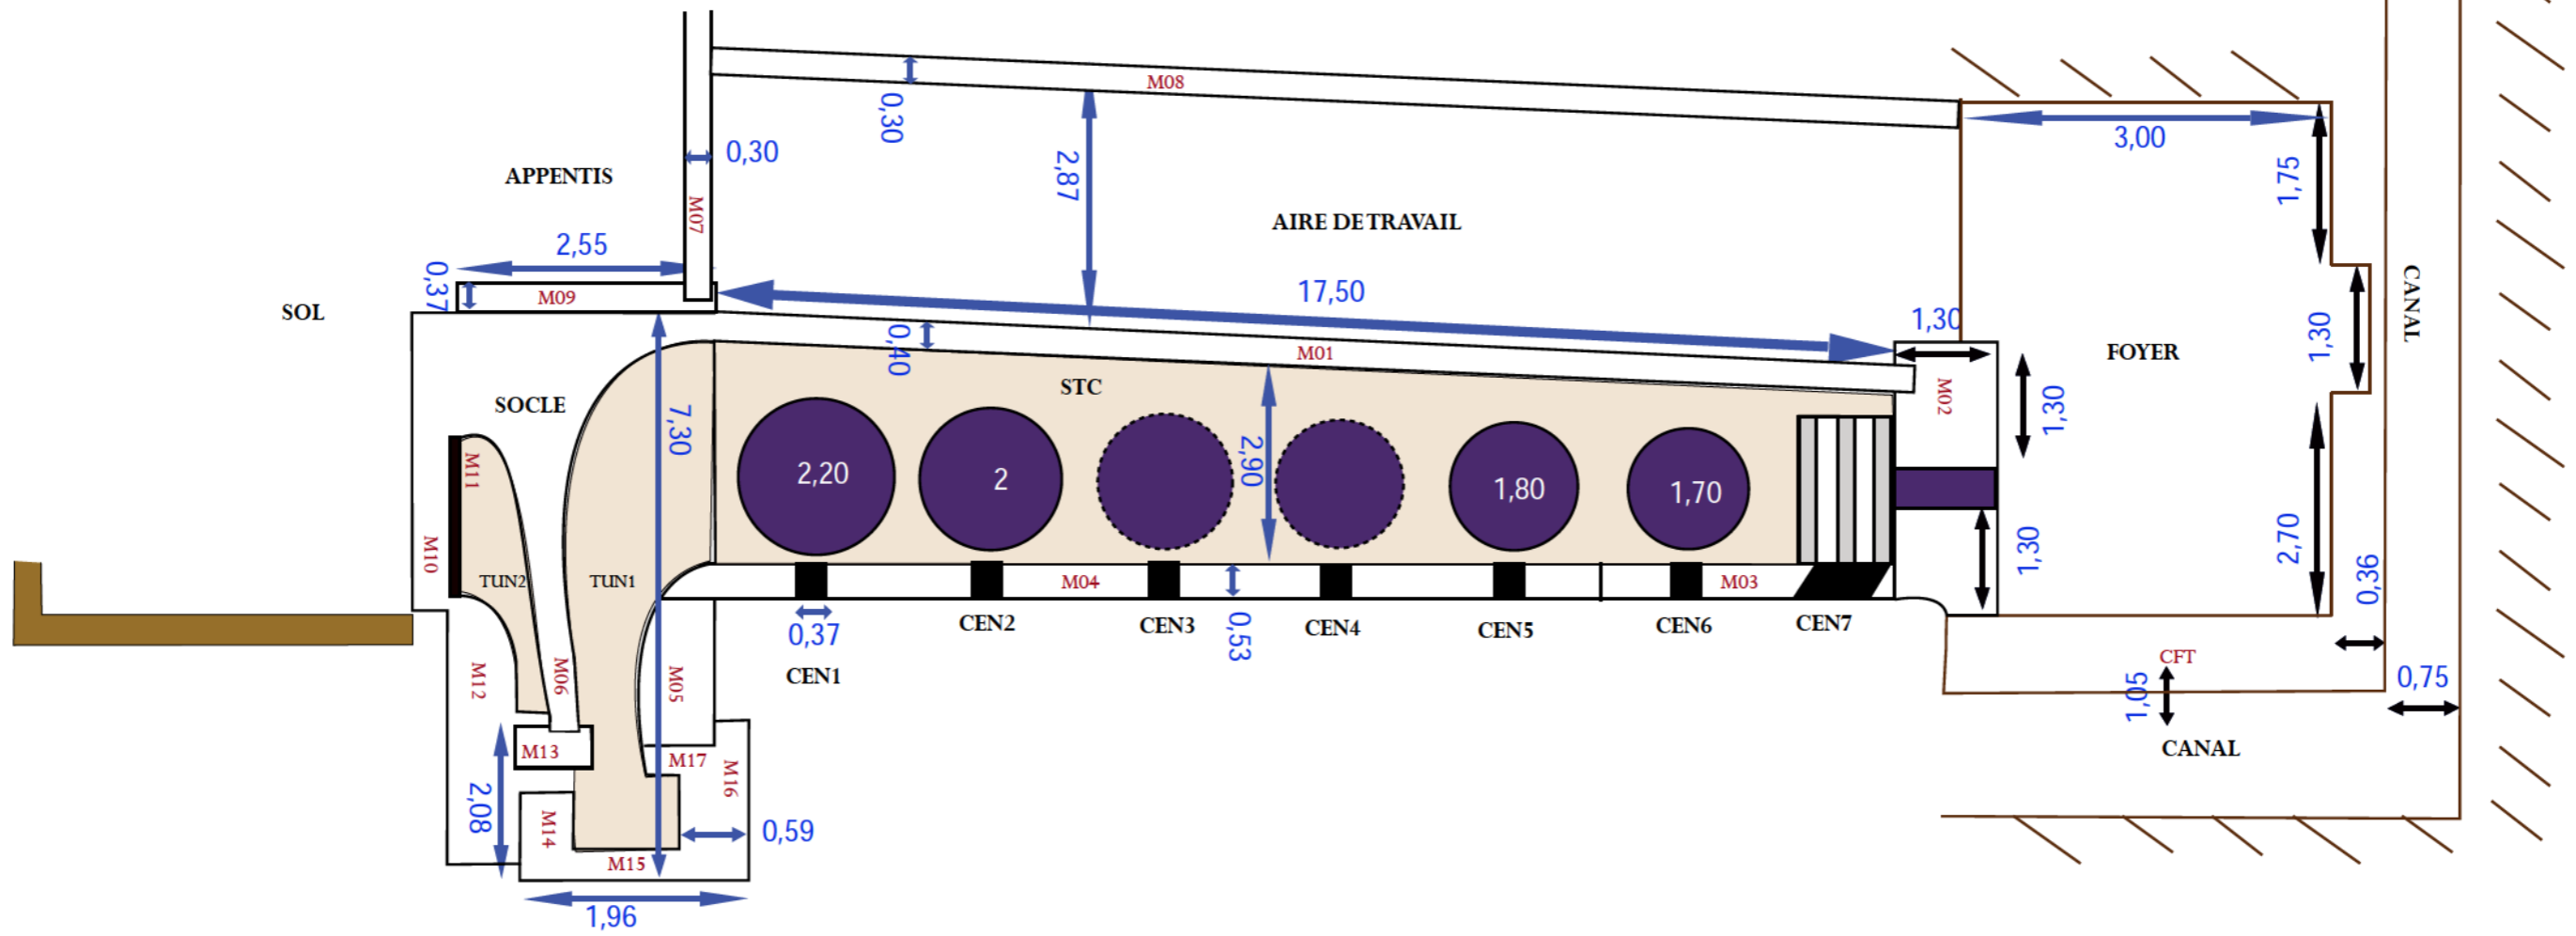 M08
0,30
3,00
0,30
2,87
1,75
APPENTIS
M07
AIRE DE TRAVAIL
2,55
0,37
M09
SOL
17,50
1,30
CANAL
0,40
M01
1,30
FOYER
STC
M02
SOCLE
7,30
1,30
2,90
M11
2,20
2
1,80
1,70
M10
TUN2
TUN1
M04
M03
1,30
2,70
0,36
0,37
CEN1
CEN2
CEN3
0,53
CEN4
CEN5
CEN6
CEN7
M12
M06
M05
CFT
1,05
0,75
CANAL
M13
M17
M16
2,08
M14
0,59
M15
1,96